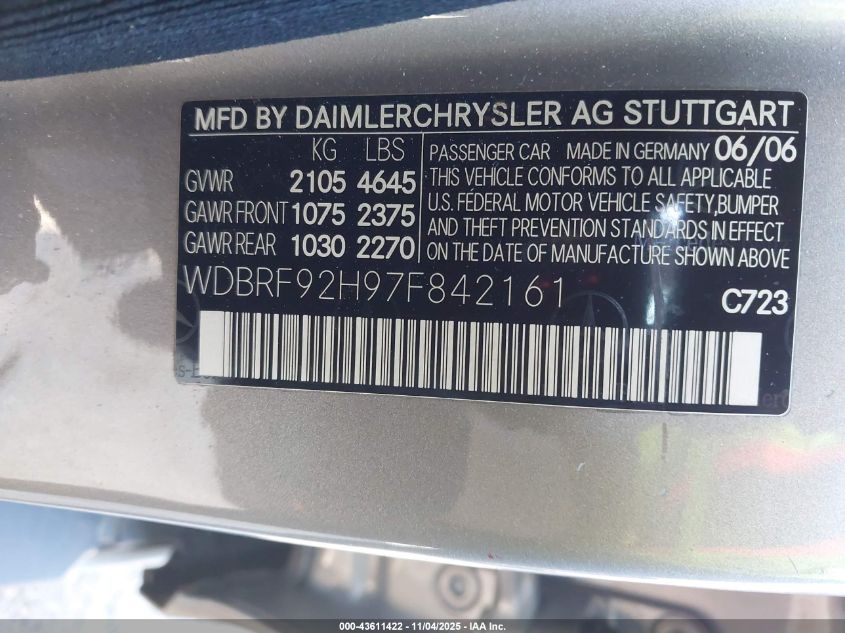 MFD BY DAIMLERCHRYSLER AG STUTTGART
KG LBS
GVWR 2105 4645
GAWR FRONT 1075 2375
GAWR REAR 1030 2270
PASSENGER CAR MADE IN GERMANY 06/06
THIS VEHICLE CONFORMS TO ALL APPLICABLE
U.S. FEDERAL MOTOR VEHICLE SAFETY,BUMPER
AND THEFT PREVENTION STANDARDS IN EFFECT
ON THE DATE OF MANUFACTURE SHOWN ABOVE
WDBRF92H97F842161
C723
000-43611422 - 11/04/2025 - IAA Inc.